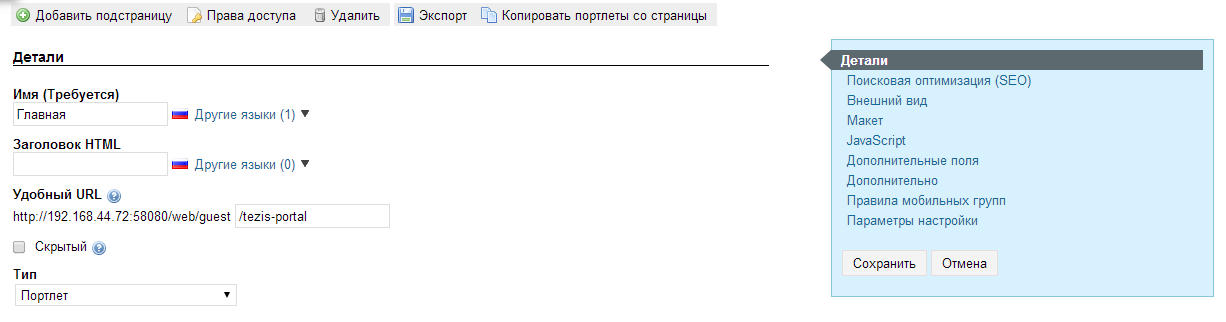 Добавить подстраницу Права доступа Удалить Экспорт Копировать портлеты со страницы
Детали
Имя (Требуется)
Главная Другие языки (1)
Заголовок HTML
Другие языки (0)
Удобный URL
http://192.168.44.72:58080/web/guest /tezis-portal
Скрытый
Тип
Портлет
Детали
Поисковая оптимизация (SEO)
Внешний вид
Макет
JavaScript
Дополнительные поля
Дополнительно
Правила мобильных групп
Параметры настройки
Сохранить Отмена